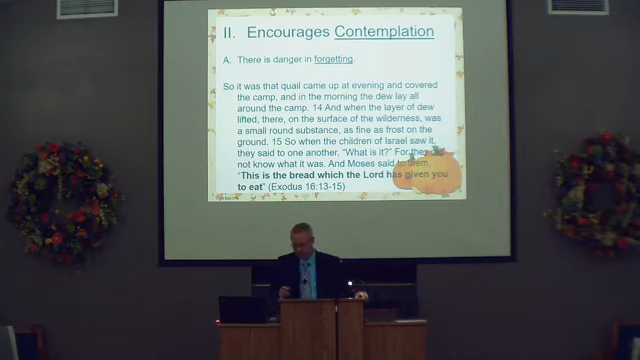 II. Encourages Contemplation
A. There is danger in forgetting.
So it was that quail came up at evening and covered
the camp, and in the morning the dew lay all
around the camp. 14 And when the layer of dew
lifted, there, on the surface of the wilderness, was
a small round substance, as fine as frost on the
ground. 15 So when the children of Israel saw it,
they said to one another, "What is it?" For they did
not know what it was. And Moses said to them,
"This is the bread which the Lord has given you
to eat" (Exodus 16:13-15)